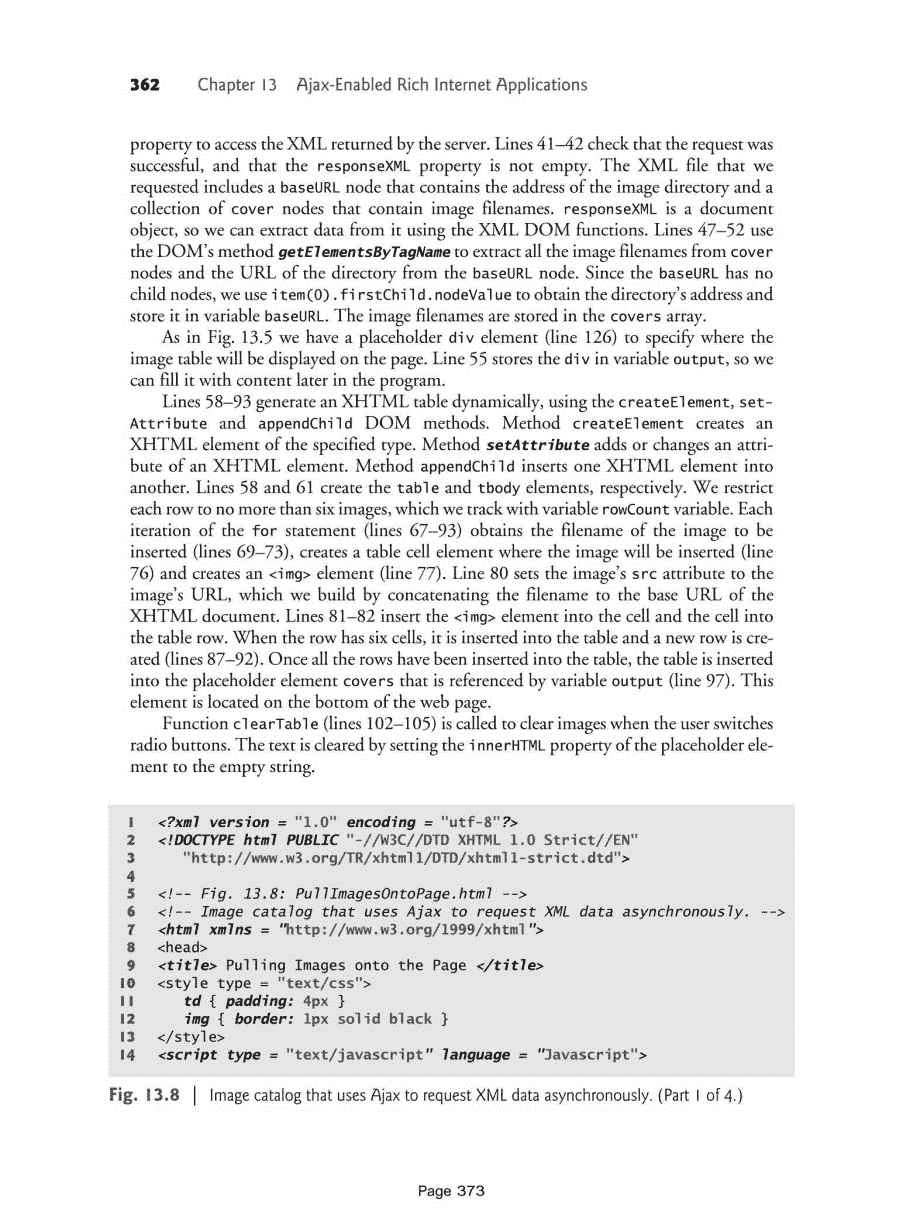 362 Chapter 13 Ajax-Enabled Rich Internet Applications
property to access the XML returned by the server. Lines 41–42 check that the request was
successful, and that the responseXML property is not empty. The XML file that we
requested includes a baseURL node that contains the address of the image directory and a
collection of cover nodes that contain image filenames. responseXML is a document
object, so we can extract data from it using the XML DOM functions. Lines 47–52 use
the DOM's method getElementsByTagName to extract all the image filenames from cover
nodes and the URL of the directory from the baseURL node. Since the baseURL has no
child nodes, we use item(0).firstChild.nodeValue to obtain the directory's address and
store it in variable baseURL. The image filenames are stored in the covers array.
As in Fig. 13.5 we have a placeholder div element (line 126) to specify where the
image table will be displayed on the page. Line 55 stores the div in variable output, so we
can fill it with content later in the program.
Lines 58–93 generate an XHTML table dynamically, using the createElement, set-
Attribute and appendChild DOM methods. Method createElement creates an
XHTML element of the specified type. Method setAttribute adds or changes an attri-
bute of an XHTML element. Method appendChild inserts one XHTML element into
another. Lines 58 and 61 create the table and tbody elements, respectively. We restrict
each row to no more than six images, which we track with variable rowCount variable. Each
iteration of the for statement (lines 67–93) obtains the filename of the image to be
inserted (lines 69–73), creates a table cell element where the image will be inserted (line
76) and creates an <img> element (line 77). Line 80 sets the image's src attribute to the
image's URL, which we build by concatenating the filename to the base URL of the
XHTML document. Lines 81–82 insert the <img> element into the cell and the cell into
the table row. When the row has six cells, it is inserted into the table and a new row is cre-
ated (lines 87–92). Once all the rows have been inserted into the table, the table is inserted
into the placeholder element covers that is referenced by variable output (line 97). This
element is located on the bottom of the web page.
Function clearTable (lines 102–105) is called to clear images when the user switches
radio buttons. The text is cleared by setting the innerHTML property of the placeholder ele-
ment to the empty string.
1 <?xml version = "1.0" encoding = "utf-8"?>
2 <!DOCTYPE html PUBLIC "-//W3C//DTD XHTML 1.0 Strict//EN"
3 "http://www.w3.org/TR/xhtml1/DTD/xhtml1-strict.dtd">
4
5 <!-- Fig. 13.8: PullImagesOntoPage.html -->
6 <!-- Image catalog that uses Ajax to request XML data asynchronously. -->
7 <html xmlns = "http://www.w3.org/1999/xhtml">
8 <head>
9 <title> Pulling Images onto the Page </title>
10 <style type = "text/css">
11 td { padding: 4px }
12 img { border: 1px solid black }
13 </style>
14 <script type = "text/javascript" language = "Javascript">
Fig. 13.8 | Image catalog that uses Ajax to request XML data asynchronously. (Part 1 of 4.)
Page 373